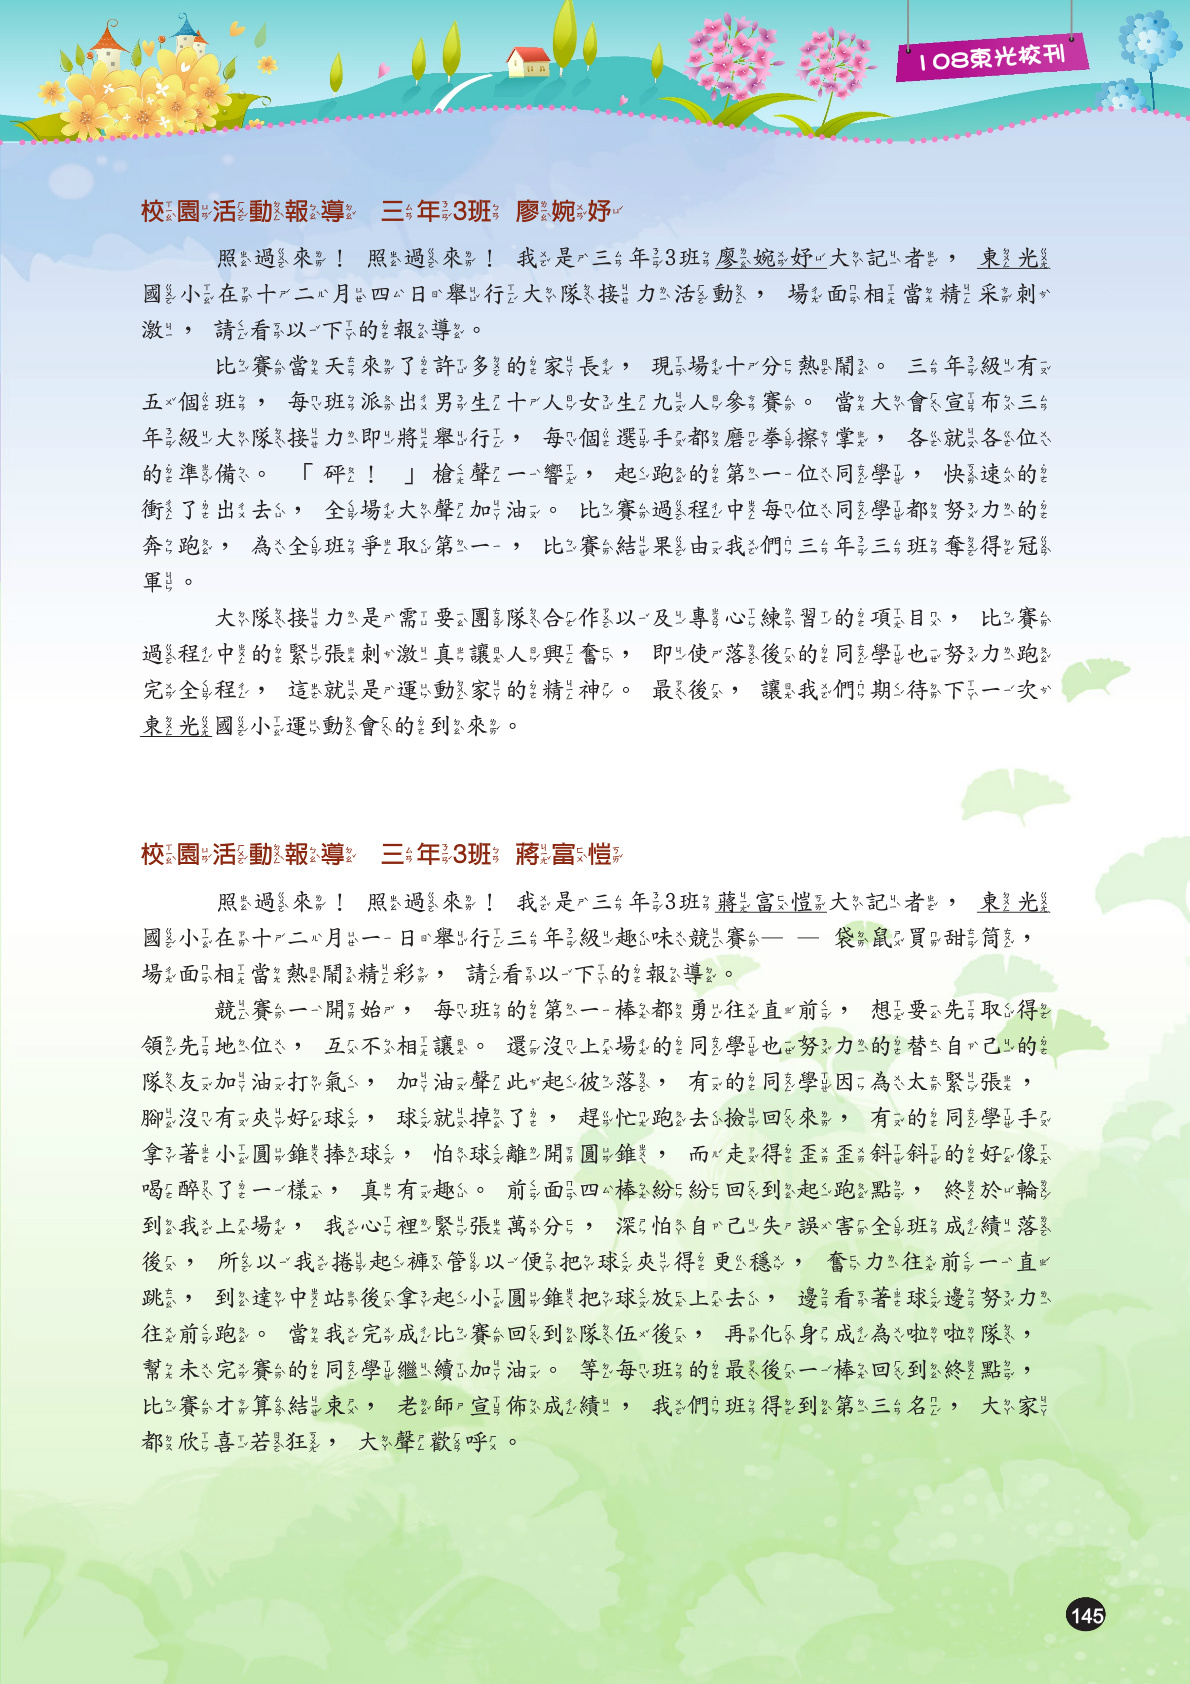 108東光校刊
校園活動報導　三年3班　廖婉妤
照過來！照過來！我是三年3班廖婉妤大記者，東光
國小在十二月四日舉行大隊接力活動，場面相當精采刺
激，請看以下的報導。
比賽當天來了許多的家長，現場十分熱鬧。三年級有
五個班，每班派出男生十人女生九人參賽。當大會宣布三
年級大隊接力即將舉行，每個選手都磨拳擦掌，各就各位
的準備。「砰！」槍聲一響，起跑的第一位同學，快速的
衝了出去，全場大聲加油。比賽過程中每位同學都努力的
奔跑，為全班爭取第一，比賽結果由我們三年三班奪得冠
軍。
大隊接力是需要團隊合作以及專心練習的項目，比賽
過程中的緊張刺激真讓人興奮，即使落後的同學也努力跑
完全程，這就是運動家的精神。最後，讓我們期待下一次
東光國小運動會的到來。
校園活動報導　三年3班　蔣富愷
照過來！照過來！我是三年3班蔣富愷大記者，東光
國小在十二月一日舉行三年級趣味競賽——袋鼠買甜筒，
場面相當熱鬧精彩，請看以下的報導。
競賽一開始，每班的第一棒都勇往直前，想要先取得
領先地位，互不相讓。還沒上場的同學也努力的替自己的
隊友加油打氣，加油聲此起彼落，有的同學因為太緊張，
腳沒有夾好球，球就掉了，趕忙跑去撿回來，有的同學手
拿著小圓錐捧球，怕球離開圓錐，而走得歪歪斜斜的好像
喝醉了一樣，真有趣。前面四棒紛紛回到起跑點，終於輪
到我上場，我心裡緊張萬分，深怕自己失誤害全班成績落
後，所以我捲起褲管以便把球夾得更穩，奮力往前一直
跳，到達中站後拿起小圓錐把球放上去，邊看著球邊努力
往前跑。當我完成比賽回到隊伍後，再化身成為啦啦隊，
幫未完賽的同學繼續加油。等每班的最後一棒回到終點，
比賽才算結束，老師宣佈成績，我們班得到第三名，大家
都欣喜若狂，大聲歡呼。
145